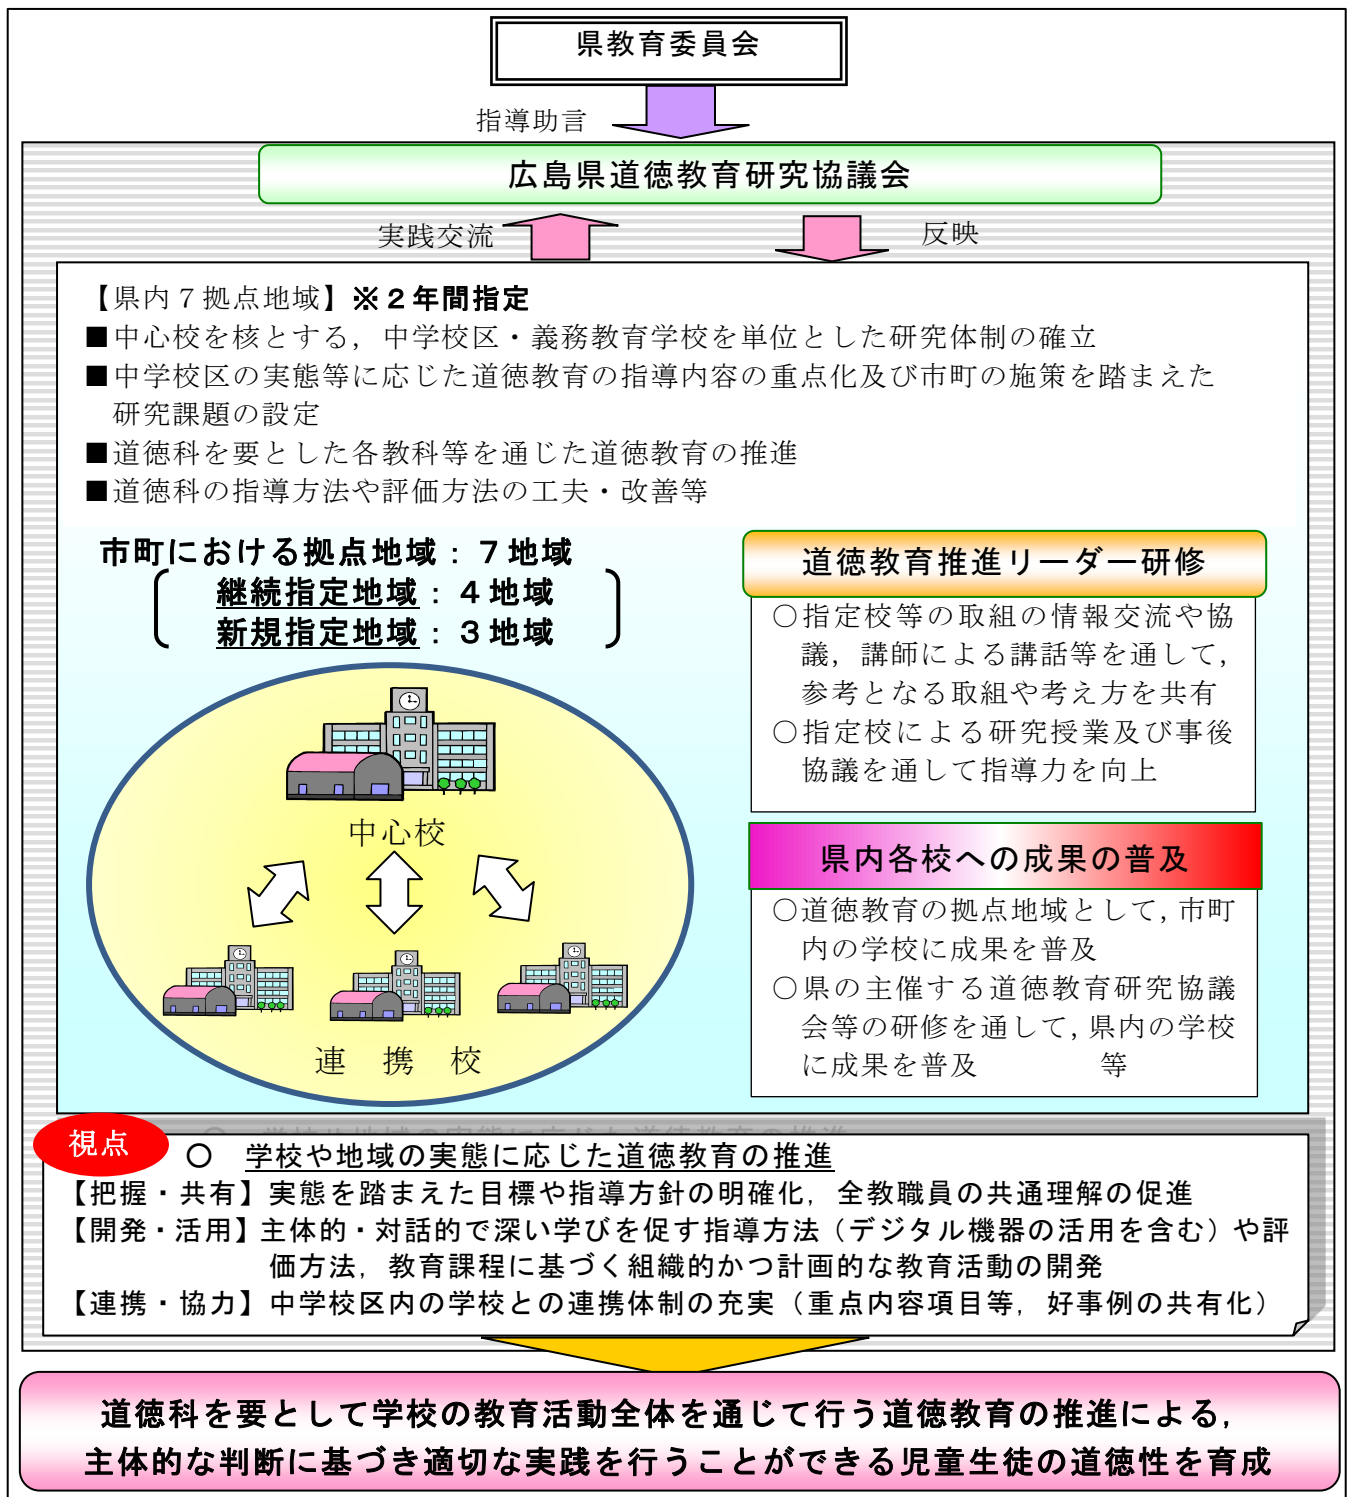 県教育委員会
指導助言
広島県道徳教育研究協議会
実践交流
反映
【県内７拠点地域】※２年間指定
■中心校を核とする，中学校区・義務教育学校を単位とした研究体制の確立
■中学校区の実態等に応じた道徳教育の指導内容の重点化及び市町の施策を踏まえた
研究課題の設定
■道徳科を要とした各教科等を通じた道徳教育の推進
■道徳科の指導方法や評価方法の工夫・改善等
市町における拠点地域：７地域
継続指定地域：４地域
新規指定地域：３地域
中心校
連携校
道徳教育推進リーダー研修
○指定校等の取組の情報交流や協
議，講師による講話等を通して，
参考となる取組や考え方を共有
○指定校による研究授業及び事後
協議を通して指導力を向上
県内各校への成果の普及
○道徳教育の拠点地域として，市町
内の学校に成果を普及
○県の主催する道徳教育研究協議
会等の研修を通して，県内の学校
に成果を普及　　　　等
視点
○　学校や地域の実態に応じた道徳教育の推進
【把握・共有】実態を踏まえた目標や指導方針の明確化，全教職員の共通理解の促進
【開発・活用】主体的・対話的で深い学びを促す指導方法（デジタル機器の活用を含む）や評
価方法，教育課程に基づく組織的かつ計画的な教育活動の開発
【連携・協力】中学校区内の学校との連携体制の充実（重点内容項目等，好事例の共有化）
道徳科を要として学校の教育活動全体を通じて行う道徳教育の推進による，
主体的な判断に基づき適切な実践を行うことができる児童生徒の道徳性を育成